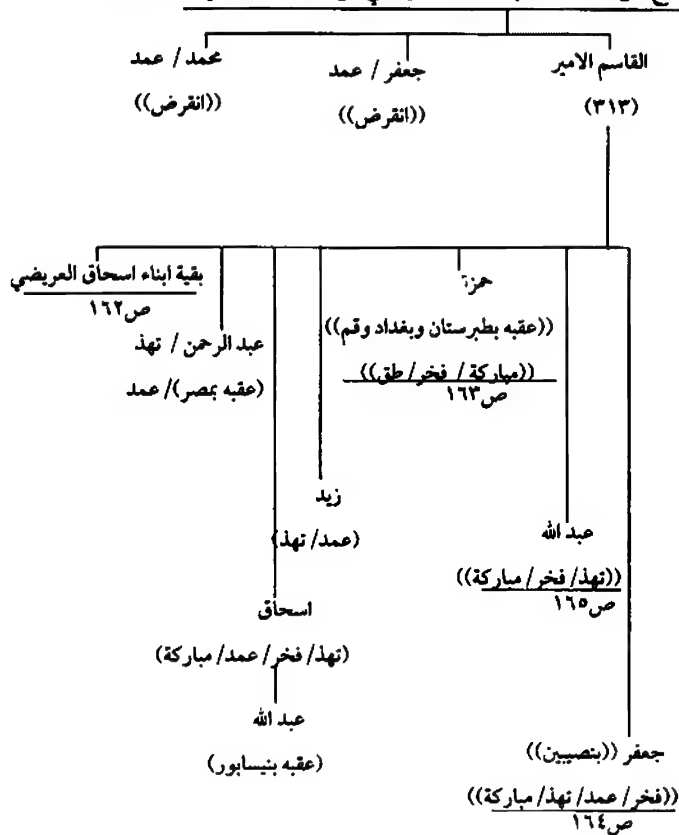 القاسم الامير
(٣١٣)
جعفر / عمد
((انقرض))
محمد / عمد
((انقرض))
بقية ابناء اسحاق العريضي
ص١٦٢
عبد الرحمن / تهذ
(عقبه بمصر)/ عمد
حمزة
((عقبه بطبرستان وبغداد وقم))
((مباركة / فخر/ طق))
ص١٦٣
زيد
(عمد/ تهذ)
عبد الله
((تهذ/ فخر/ مباركة))
ص١٦٥
اسحاق
(تهذ/ فخر/ عمد/ مباركة)
عبد الله
(عقبه بنيسابور)
جعفر ((بنصيبين))
((فخر/ عمد/ تهذ/ مباركة))
ص١٦٤